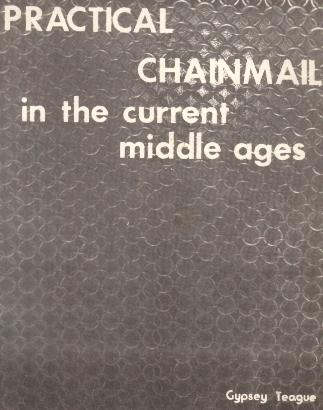 PRACTICAL
CHAINMAIL
in the current
middle ages
Gypsey Teague